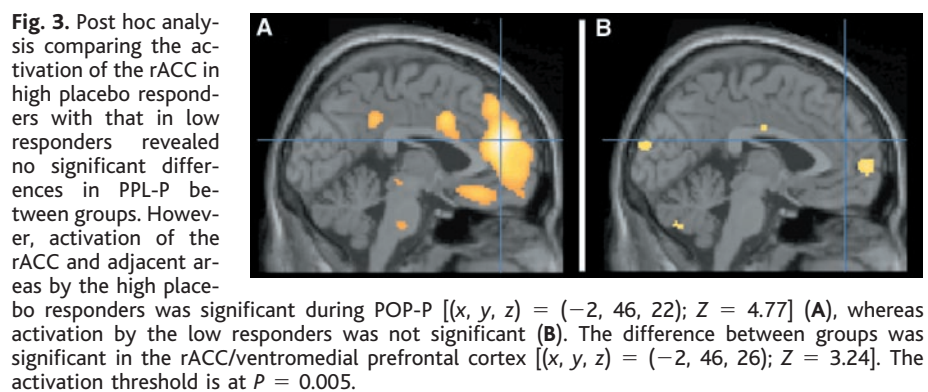 Fig. 3. Post hoc analy-
sis comparing the ac-
tivation of the rACC in
high placebo respond-
ers with that in low
responders revealed
no significant differ-
ences in PPL-P be-
tween groups. Howev-
er, activation of the
rACC and adjacent ar-
eas by the high place-
bo responders was significant during POP-P [(x, y, z) = (−2, 46, 22); Z = 4.77] (A), whereas
activation by the low responders was not significant (B). The difference between groups was
significant in the rACC/ventromedial prefrontal cortex [(x, y, z) = (−2, 46, 26); Z = 3.24]. The
activation threshold is at P = 0.005.
A
B